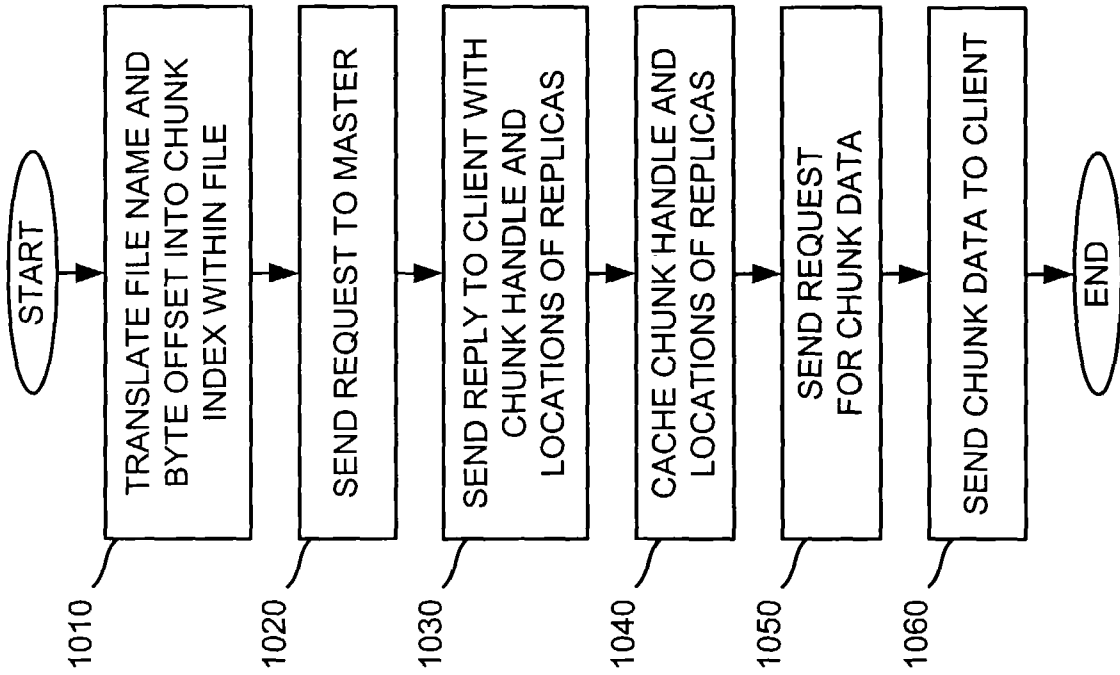 START
1010
TRANSLATE FILE NAME AND
BYTE OFFSET INTO CHUNK
INDEX WITHIN FILE
1020
SEND REQUEST TO MASTER
1030
SEND REPLY TO CLIENT WITH
CHUNK HANDLE AND
LOCATIONS OF REPLICAS
1040
CACHE CHUNK HANDLE AND
LOCATIONS OF REPLICAS
1050
SEND REQUEST
FOR CHUNK DATA
1060
SEND CHUNK DATA TO CLIENT
END